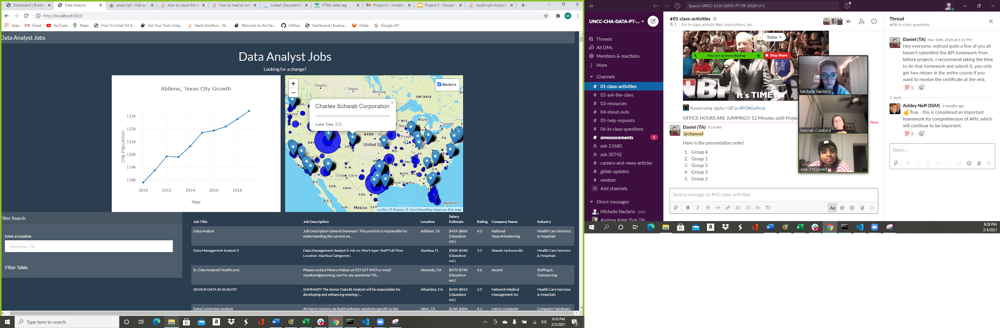 Dashboard | Bootca
Data Analysis
javascript - Add an
How to input the da
How to read an exte
Lodash Documenta
HTML table tag
Project-2 - Invitation
Project-2 - Google S
JavaScript chop/slic
http://localhost:8000
M
Apps
Gmail
YouTube
Maps
How To Install Git B...
Get Your Tools Insta...
Stack Overflow - W...
Welcome to the Da...
GitHub
Dashboard | Bootca...
Gitlab
Google API
Data Analyst Jobs
Data Analyst Jobs
Looking for a change?
Abilene, Texas City Growth
123k
122k
121k
120k
119k
118k
City Population
2010
2012
2014
2016
2018
Year
+
−
Markers
Calgary
Regina
Winnipeg
ONTARIO
Charles Schwab Corporation
Lone Tree, CO
WIS.
MICH.
Toronto
NEBR.
Chicago
PA.
NEV
UTAH
COL
United St
MO.
KY.
Las Veg
N.M.
S.C.
Ciudad Juárez
MISS.
New Orleans
B.C.
SON.
CHIH.
COA.
Gulf of
Mexico
B.C.S.
SIN.
Mexico
TAM
Bahamas
Leaflet | © Mapbox © OpenStreetMap Improve this map
Filter Search
Enter a Location
Houston, TX
Filter Table
Job Title
Job Description
Location
Salary
Estimate
Rating
Company Name
Industry
Data Analyst
Job Description General Summary: This position is responsible for
understanding the current en...
Addison, TX
$41K-$86K
(Glassdoor
est.)
4.3
National
NeuroMonitoring
Health Care Services
& Hospitals
Data Management Analyst II
Data Management Analyst II Job no: Work type: Staff Full-Time
Location: Alachua Categories:...
Alachua, FL
$30K-$54K
(Glassdoor
est.)
3.3
Shands Jacksonville
Health Care Services
& Hospitals
Sr. Data Analyst( Healthcare)
Please contact Meera Makam at 925 627 4935 or email
mmakam@ascentsg.com for any questions Titl...
Alameda, CA
$47K-$74K
(Glassdoor
est.)
4.6
Ascent
Staffing &
Outsourcing
SENIOR DATA BI ANALYST
SUMMARY The Senior Data BI Analyst will be responsible for
developing and enhancing existing i...
Alhambra, CA
$65K-$81K
(Glassdoor
est.)
2.5
Network Medical
Management Inc
Health Care Services
& Hospitals
Data Conversion Analyst
At Harris Govern, we build software solutions specific to the
Allen, TX
$24K-$48K
4.3
Harris Computer
Computer Hardware
Type here to search
9:28 PM
2/3/2021
2
Search UNCC-CHA-DATA-PT-09-2020-U-C
UNCC-CHA-DATA-PT-...
Threads
All DMs
Mentions & reactions
More
Channels
# 01-class-activities
# 02-ask-the-class
# 03-resources
# 04-shout-outs
# 05-help-requests
# 06-in-class-questions
# announcements 1
ask-23680
ask-30742
# careers-and-news-articles
# gitlab-updates
# random
+ Add channels
Direct messages
Michelle Naclerio you
Andrew Adair (Sub TA)
#01-class-activities
1 | For in-class activity files, instructions, etc.
30
Today
You are screen sharing
Stop Share
IT'S TIME
Posted using /giphy | GIF by BPONGofficial
OFFICE HOURS ARE JUMPING!!! 12 Minutes until Projec
New
Daniel (TA) 9:14 PM
@channel
Here is the presentation order!
1. Group 4
2. Group 1
3. Group 5
4. Group 3
5. Group 2
Send a message to #01-class-activities
Michelle Naclerio
Hannah Cranford
Ariel Fitzgerald
Thread
#06-in-class-questions
Daniel (TA) Nov 16th, 2020 at 6:11 PM
Hey everyone, noticed quite a few of you all
haven't submitted the API homework from
before projects. I recommend taking the time
to do that homework and submit it, you only
get two misses in the entire course if you
want to receive the certificate at the end.
1
1 reply
Ashley Neff (SSM) 3 months ago
True - this is considered an important
homework for comprehension of APIs, which
will continue to be important.
1
Reply...
9:28 PM
2/3/2021